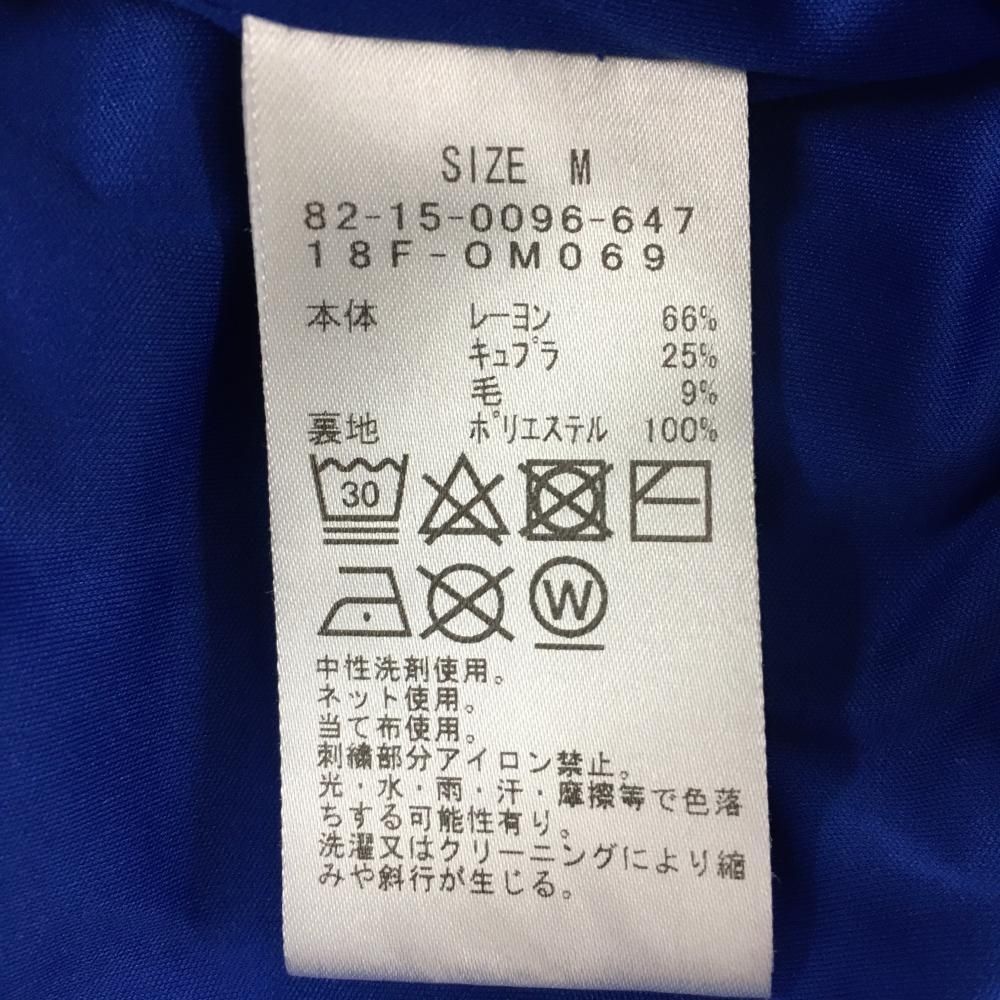 SIZE M
82-15-0096-647
18F-OM069
本体 レーヨン 66%
キュプラ 25%
毛 9%
裏地 ポリエステル 100%
30
W
中性洗剤使用。
ネット使用。
当て布使用。
刺繍部分アイロン禁止。
光・水・雨・汗・摩擦等で色落
ちする可能性有り。
洗濯又はクリーニングにより縮
みや斜行が生じる。